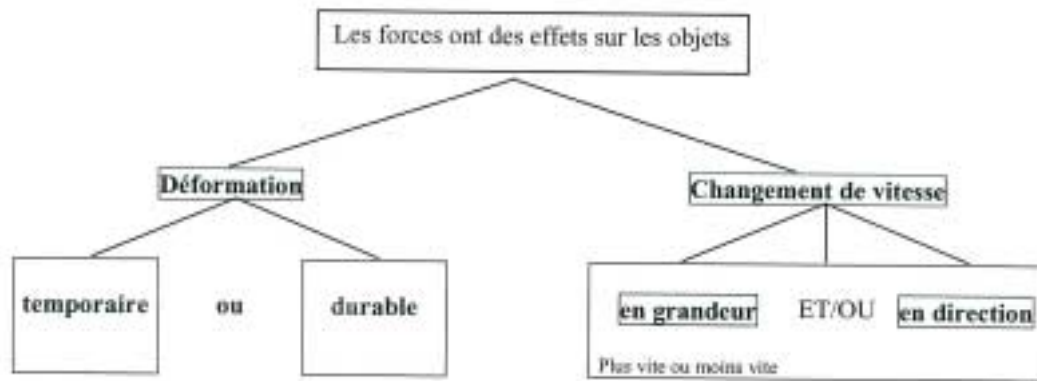 Les forces ont des effets sur les objets
Déformation
Changement de vitesse
temporaire ou durable
en grandeur ET/OU en direction
Plus vite ou moins vite